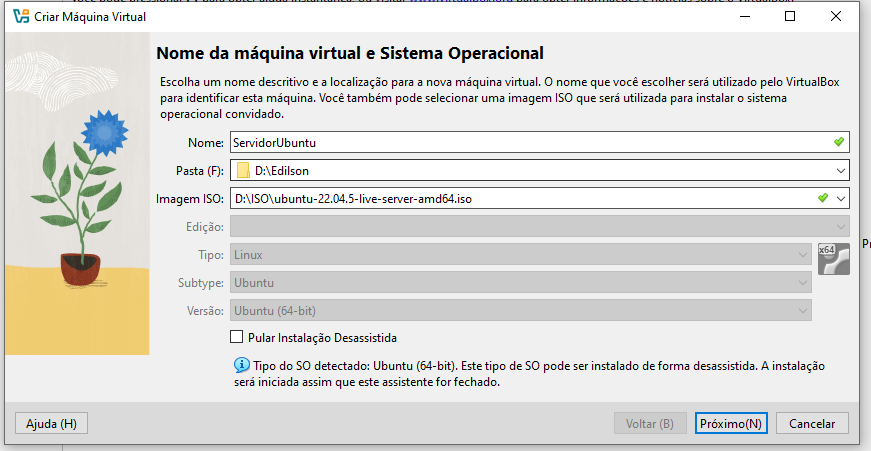 Criar Máquina Virtual
Nome da máquina virtual e Sistema Operacional
Escolha um nome descritivo e a localização para a nova máquina virtual. O nome que você escolher será utilizado pelo VirtualBox
para identificar esta máquina. Você também pode selecionar uma imagem ISO que será utilizada para instalar o sistema
operacional convidado.
Nome: ServidorUbuntu
Pasta (F): D:\Edilson
Imagem ISO: D:\ISO\ubuntu-22.04.5-live-server-amd64.iso
Edição:
Tipo: Linux
x64
Subtype: Ubuntu
Versão: Ubuntu (64-bit)
Pular Instalação Desassistida
Tipo do SO detectado: Ubuntu (64-bit). Este tipo de SO pode ser instalado de forma desassistida. A instalação
será iniciada assim que este assistente for fechado.
Ajuda (H) Voltar (B) Próximo(N) Cancelar